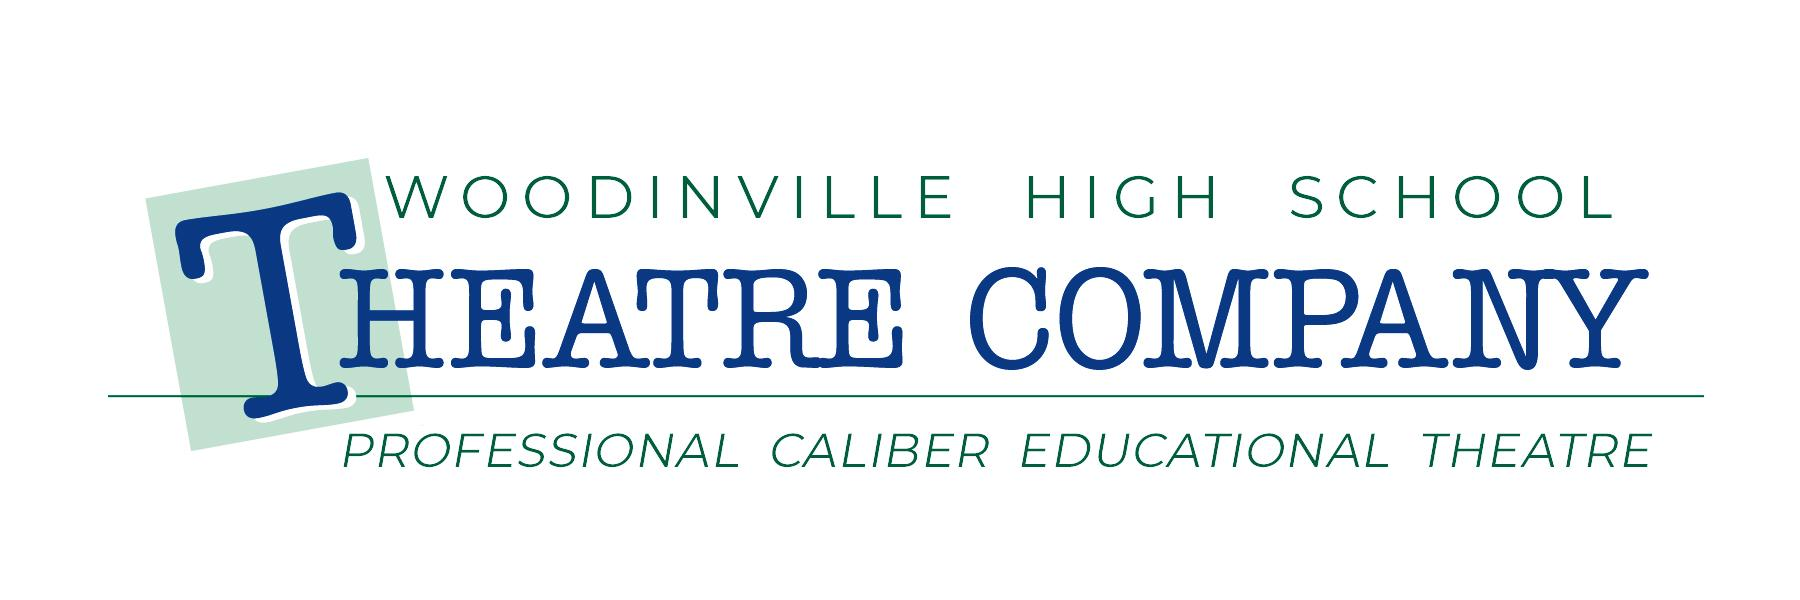 WOODINVILLE HIGH SCHOOL
THEATRE COMPANY
PROFESSIONAL CALIBER EDUCATIONAL THEATRE